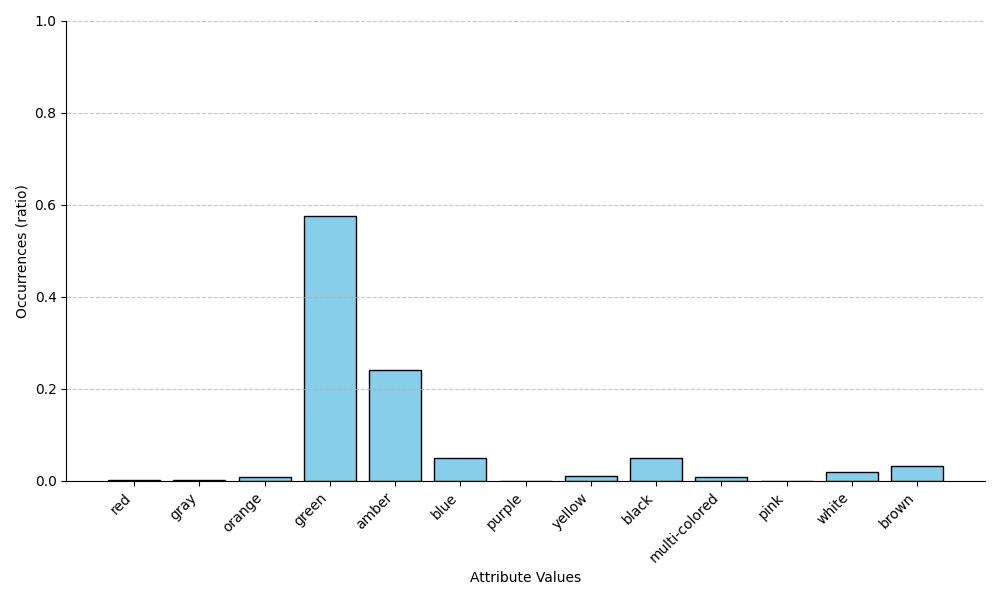 1.0
0.8
0.6
0.4
0.2
0.0
Occurrences (ratio)
red
gray
orange
green
amber
blue
purple
yellow
black
multi-colored
pink
white
brown
Attribute Values